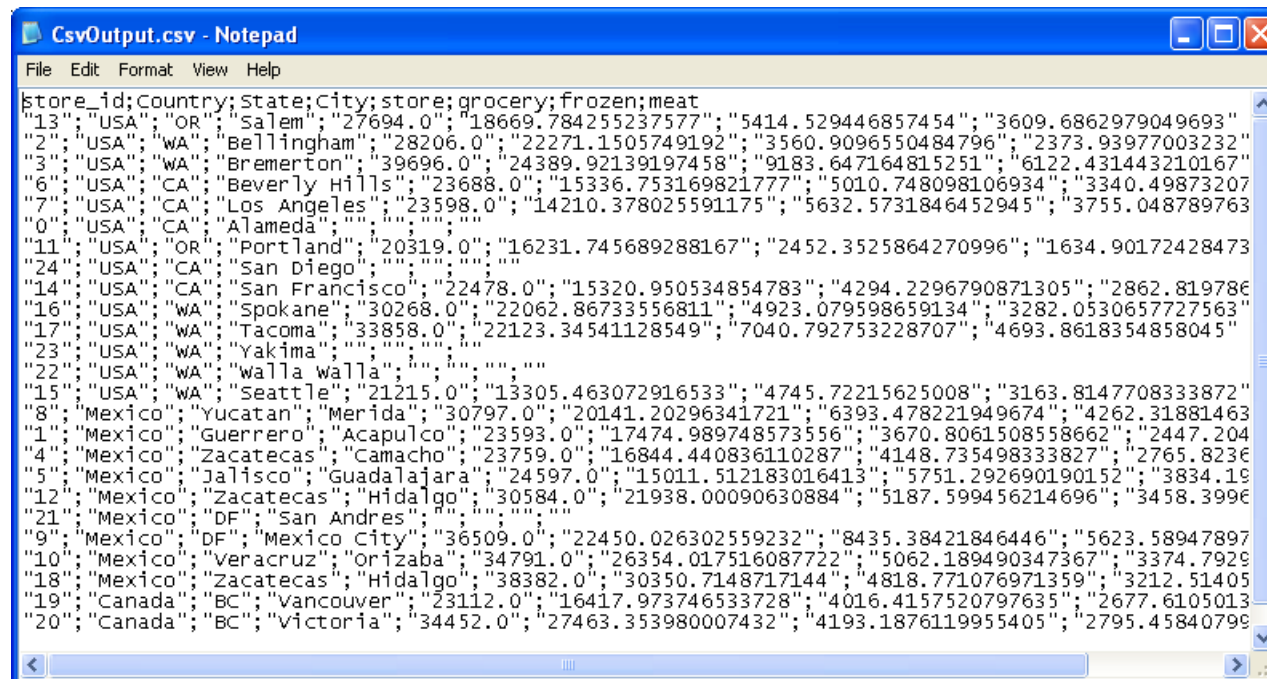 CsvOutput.csv - Notepad
File Edit Format View Help
store_id;Country;State;City;store;grocery;frozen;meat
"13";"USA";"OR";"Salem";"27694.0";"18669.784255237577";"5414.529446857454";"3609.6862979049693"
"2";"USA";"WA";"Bellingham";"28206.0";"22271.1505749192";"3560.9096550484796";"2373.93977003232"
"3";"USA";"WA";"Bremerton";"39696.0";"24389.92139197458";"9183.647164815251";"6122.431443210167"
"6";"USA";"CA";"Beverly Hills";"23688.0";"15336.753169821777";"5010.748098106934";"3340.49873207
"7";"USA";"CA";"Los Angeles";"23598.0";"14210.378025591175";"5632.5731846452945";"3755.048789763
"0";"USA";"CA";"Alameda";"";"";"";""
"11";"USA";"OR";"Portland";"20319.0";"16231.745689288167";"2452.3525864270996";"1634.90172428473
"24";"USA";"CA";"San Diego";"";"";"";""
"14";"USA";"CA";"San Francisco";"22478.0";"15320.950534854783";"4294.2296790871305";"2862.819786
"16";"USA";"WA";"Spokane";"30268.0";"22062.86733556811";"4923.079598659134";"3282.0530657727563"
"17";"USA";"WA";"Tacoma";"33858.0";"22123.34541128549";"7040.792753228707";"4693.8618354858045"
"23";"USA";"WA";"Yakima";"";"";"";""
"22";"USA";"WA";"Walla Walla";"";"";"";""
"15";"USA";"WA";"Seattle";"21215.0";"13305.463072916533";"4745.72215625008";"3163.8147708333872"
"8";"Mexico";"Yucatan";"Merida";"30797.0";"20141.20296341721";"6393.478221949674";"4262.31881463
"1";"Mexico";"Guerrero";"Acapulco";"23593.0";"17474.989748573556";"3670.8061508558662";"2447.204
"4";"Mexico";"Zacatecas";"Camacho";"23759.0";"16844.440836110287";"4148.735498333827";"2765.8236
"5";"Mexico";"Jalisco";"Guadalajara";"24597.0";"15011.512183016413";"5751.292690190152";"3834.19
"12";"Mexico";"Zacatecas";"Hidalgo";"30584.0";"21938.00090630884";"5187.599456214696";"3458.3996
"21";"Mexico";"DF";"San Andres";"";"";"";""
"9";"Mexico";"DF";"Mexico City";"36509.0";"22450.026302559232";"8435.38421846446";"5623.58947897
"10";"Mexico";"Veracruz";"Orizaba";"34791.0";"26354.017516087722";"5062.189490347367";"3374.7929
"18";"Mexico";"Zacatecas";"Hidalgo";"38382.0";"30350.7148717144";"4818.771076971359";"3212.51405
"19";"Canada";"BC";"Vancouver";"23112.0";"16417.973746533728";"4016.4157520797635";"2677.6105013
"20";"Canada";"BC";"Victoria";"34452.0";"27463.353980007432";"4193.1876119955405";"2795.45840799